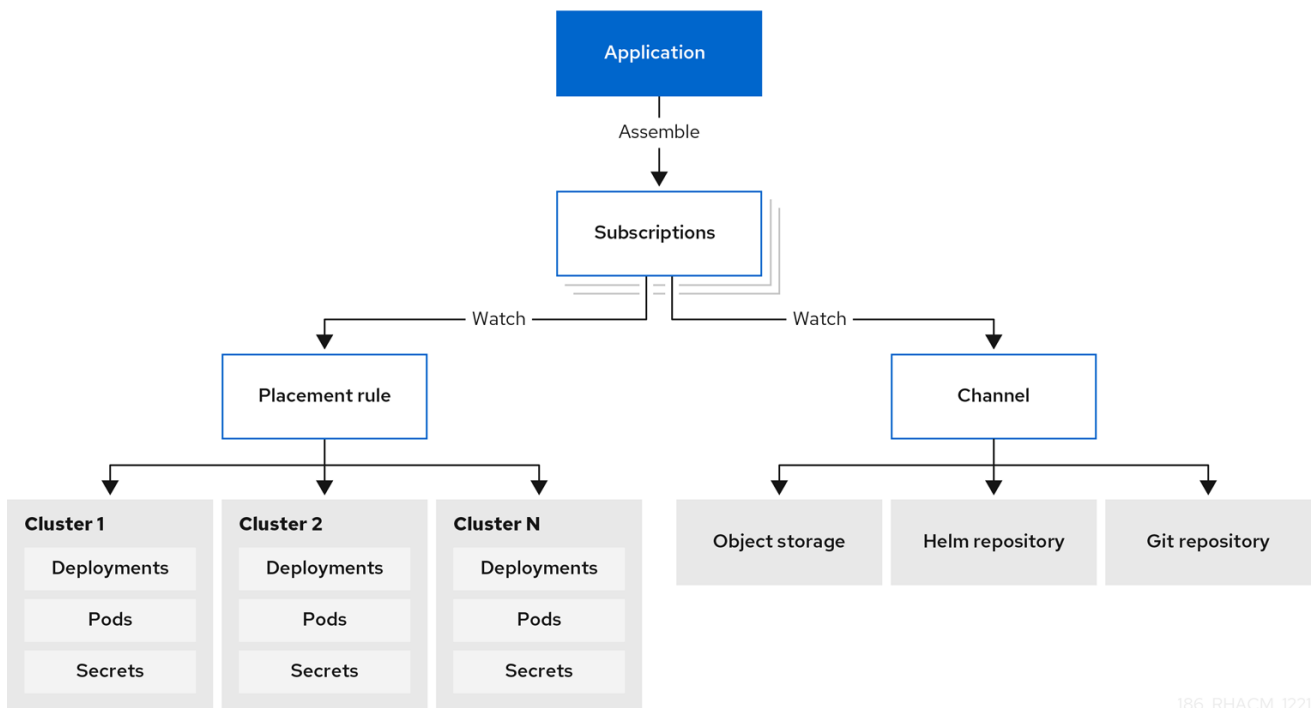 Application
Assemble
Subscriptions
Watch
Watch
Placement rule
Channel
Cluster 1
Deployments
Pods
Secrets
Cluster 2
Deployments
Pods
Secrets
Cluster N
Deployments
Pods
Secrets
Object storage
Helm repository
Git repository
186_RHACM_1221